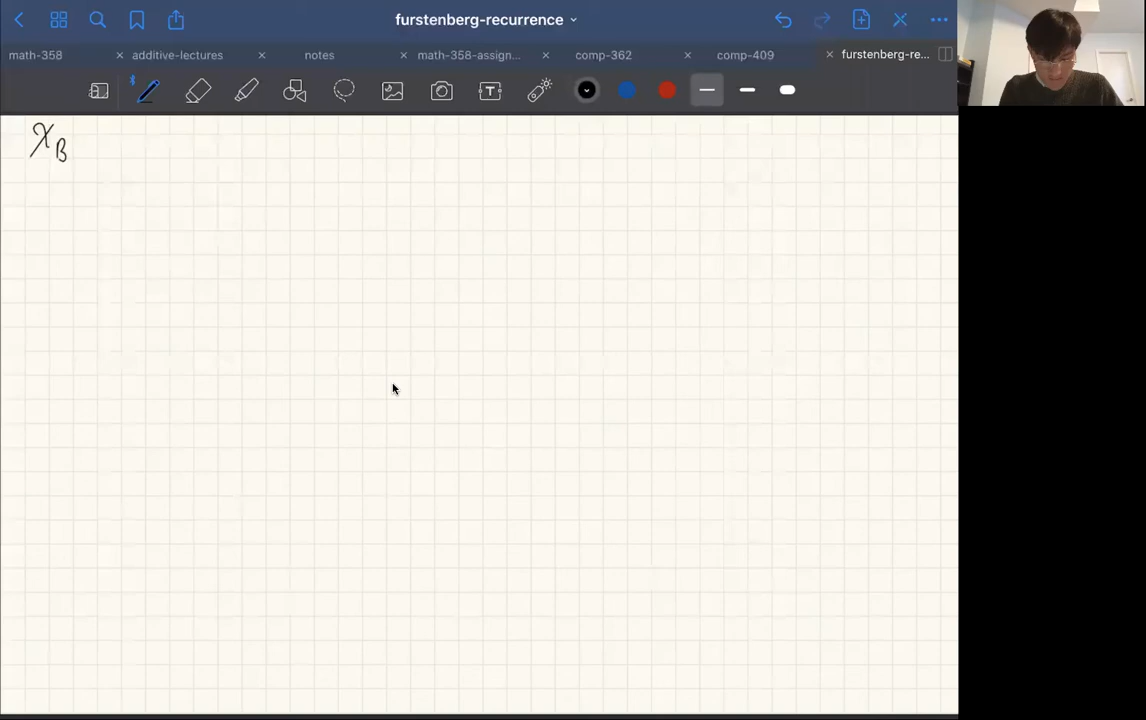 furstenberg-recurrence
math-358
additive-lectures
notes
math-358-assign...
comp-362
comp-409
furstenberg-re...
T
χ_B